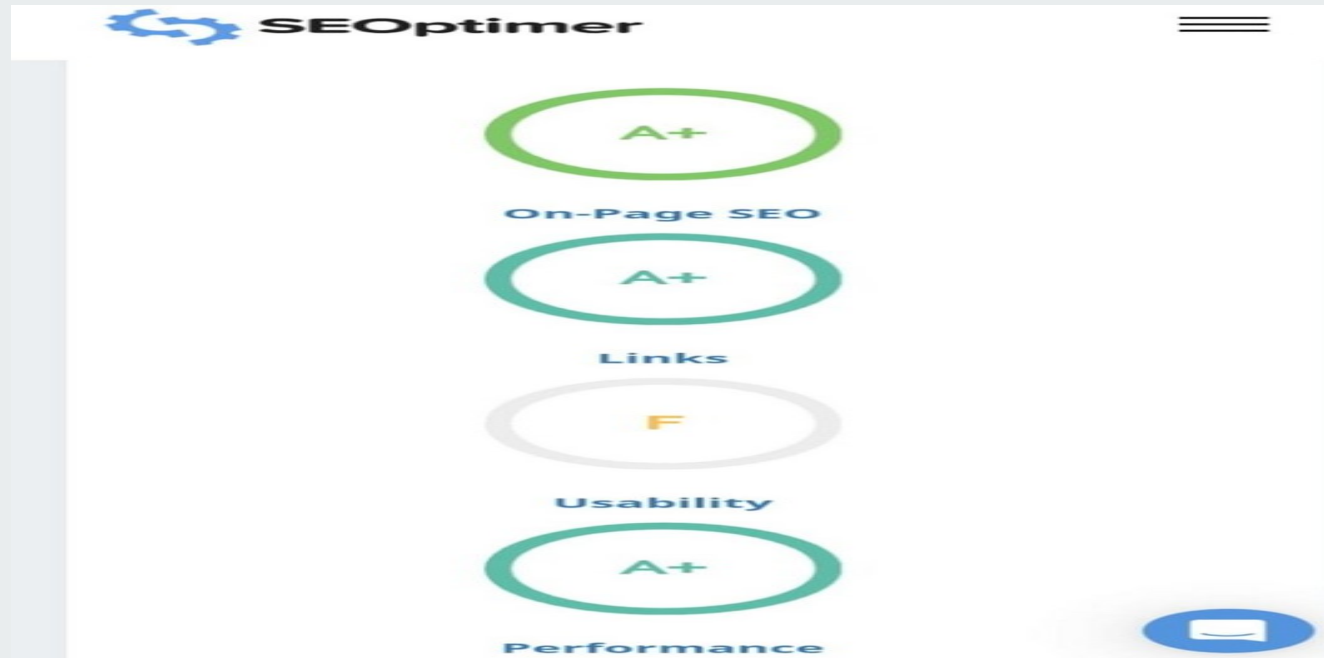 SEOptimer
A+
On-Page SEO
A+
Links
F
Usability
A+
Performance